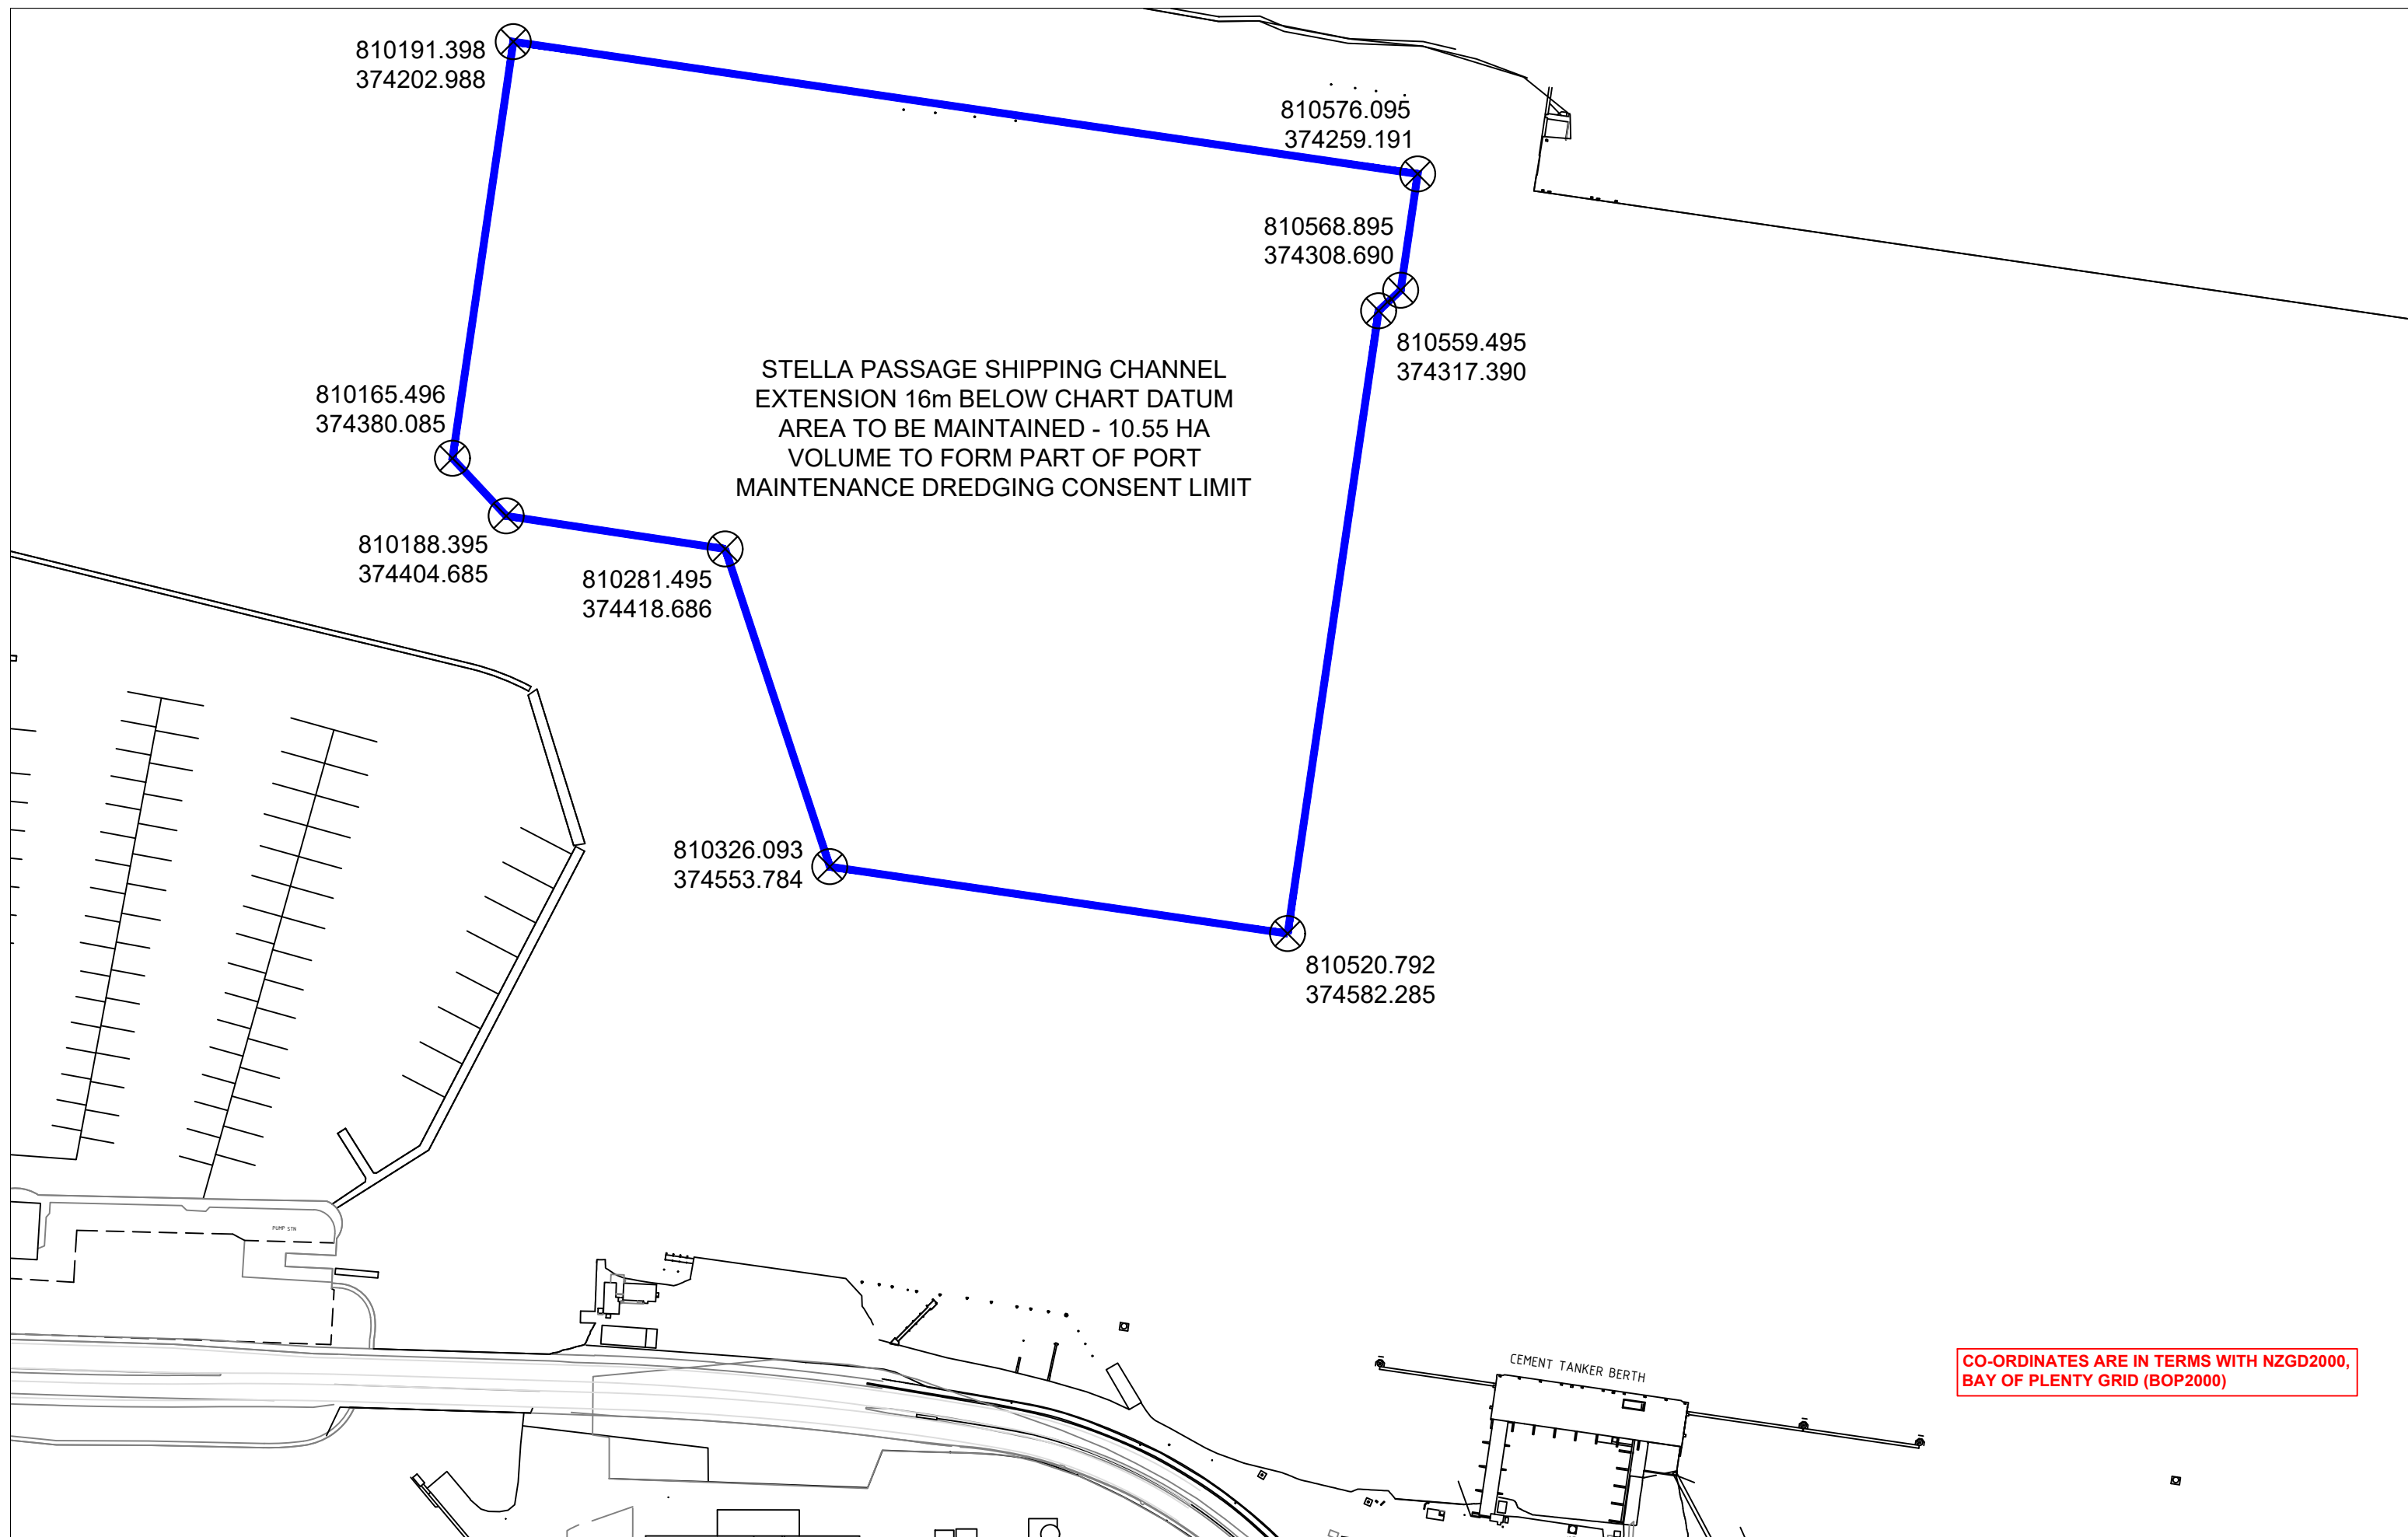 810191.398
374202.988
810576.095
374259.191
810568.895
374308.690
810559.495
374317.390
STELLA PASSAGE SHIPPING CHANNEL
EXTENSION 16m BELOW CHART DATUM
AREA TO BE MAINTAINED - 10.55 HA
VOLUME TO FORM PART OF PORT
MAINTENANCE DREDGING CONSENT LIMIT
810165.496
374380.085
810188.395
374404.685
810281.495
374418.686
810326.093
374553.784
810520.792
374582.285
PUMP STN
CEMENT TANKER BERTH
CO-ORDINATES ARE IN TERMS WITH NZGD2000,
BAY OF PLENTY GRID (BOP2000)